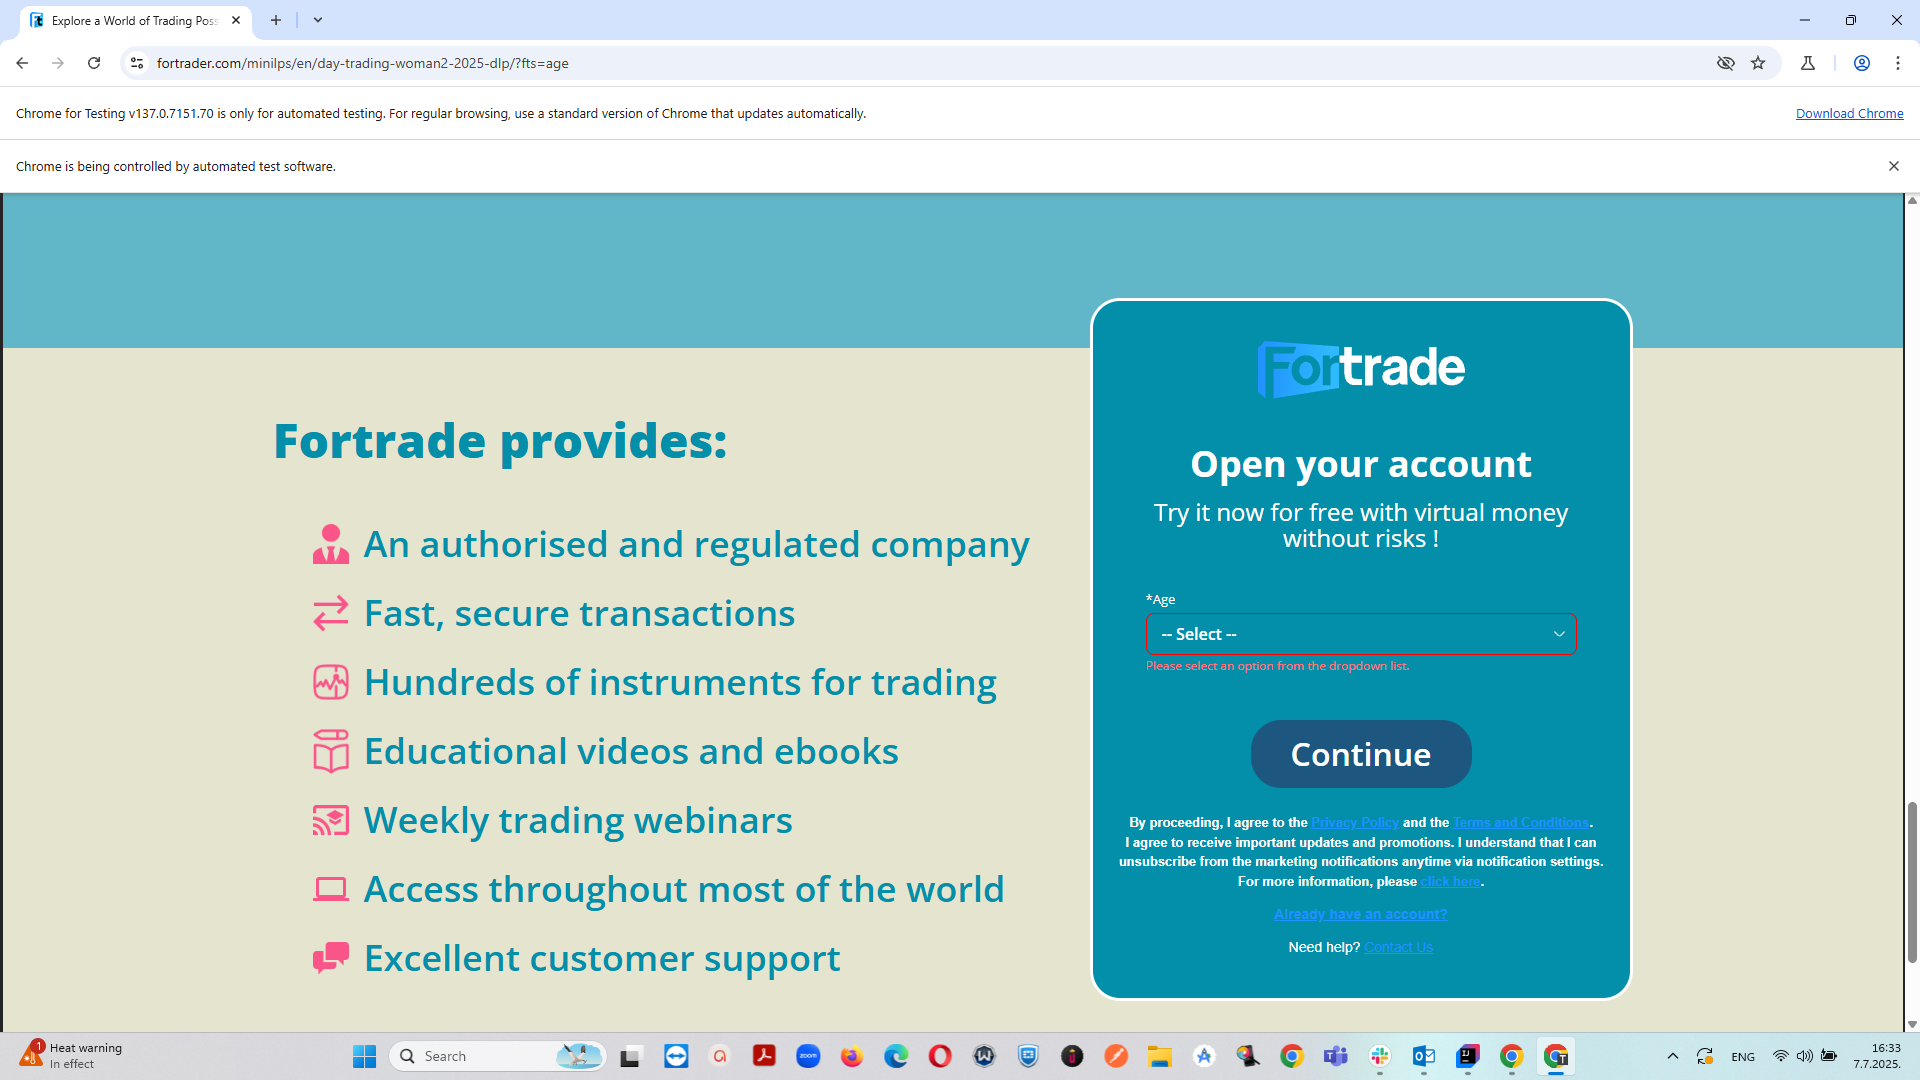 Explore a World of Trading Poss
fortrader.com/minilps/en/day-trading-woman2-2025-dlp/?fts=age
Chrome for Testing v137.0.7151.70 is only for automated testing. For regular browsing, use a standard version of Chrome that updates automatically.
Download Chrome
Chrome is being controlled by automated test software.
Fortrade
Open your account
Try it now for free with virtual money
without risks !
*Age
-- Select --
Please select an option from the dropdown list.
Continue
By proceeding, I agree to the Privacy Policy and the Terms and Conditions.
I agree to receive important updates and promotions. I understand that I can
unsubscribe from the marketing notifications anytime via notification settings.
For more information, please click here.
Already have an account?
Need help? Contact Us
Fortrade provides:
An authorised and regulated company
Fast, secure transactions
Hundreds of instruments for trading
Educational videos and ebooks
Weekly trading webinars
Access throughout most of the world
Excellent customer support
1
Heat warning
In effect
Search
zoom
ENG
16:33
7.7.2025.